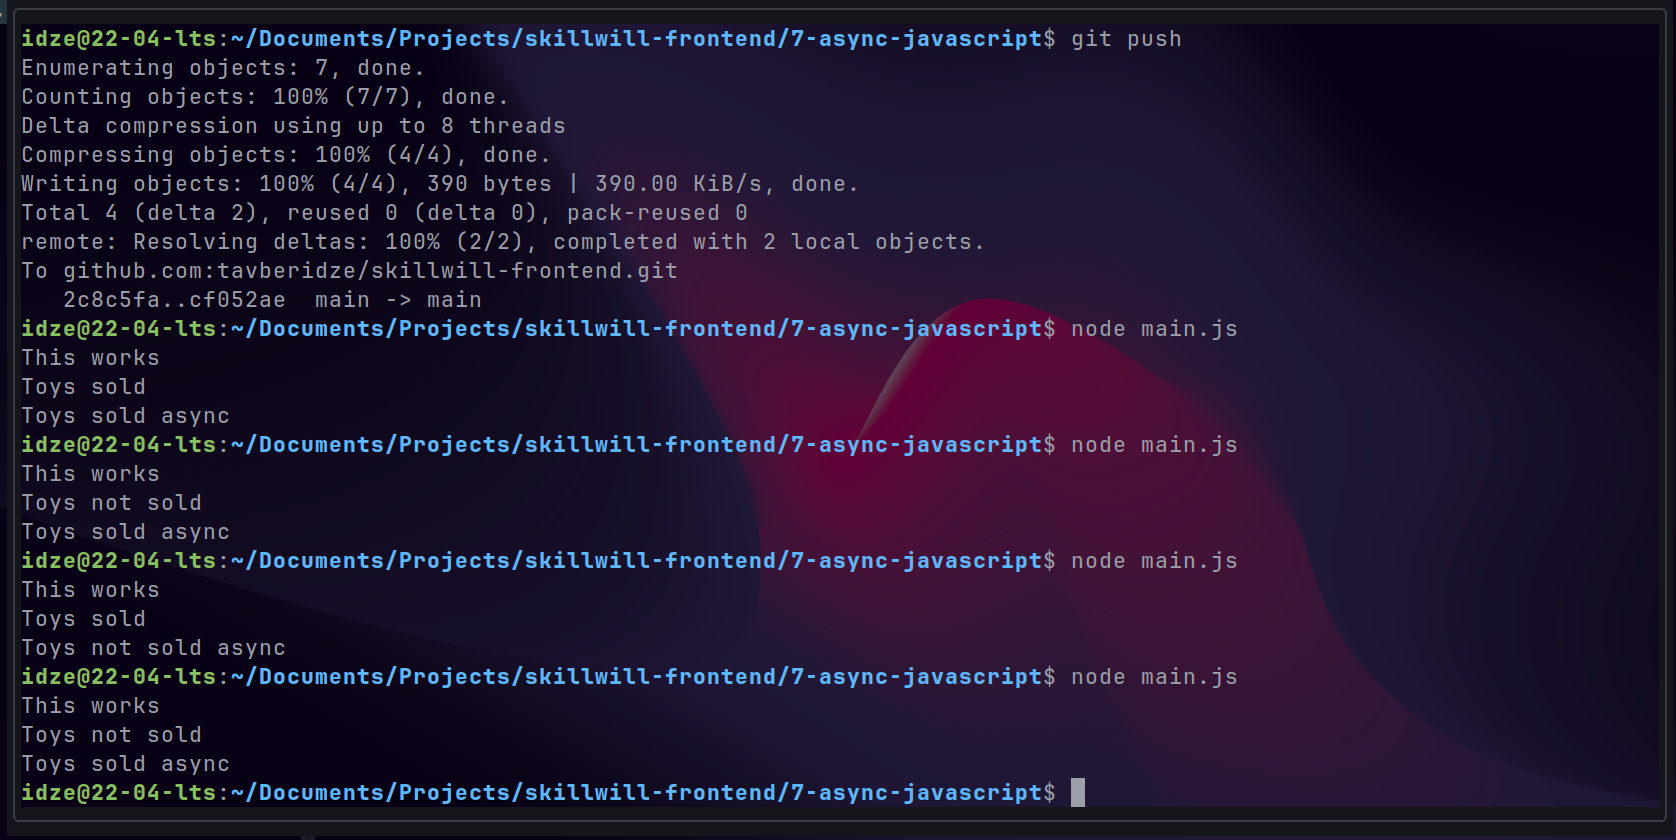 idze@22-04-lts:~/Documents/Projects/skillwill-frontend/7-async-javascript$ git push
Enumerating objects: 7, done.
Counting objects: 100% (7/7), done.
Delta compression using up to 8 threads
Compressing objects: 100% (4/4), done.
Writing objects: 100% (4/4), 390 bytes | 390.00 KiB/s, done.
Total 4 (delta 2), reused 0 (delta 0), pack-reused 0
remote: Resolving deltas: 100% (2/2), completed with 2 local objects.
To github.com:tavberidze/skillwill-frontend.git
   2c8c5fa..cf052ae  main -> main
idze@22-04-lts:~/Documents/Projects/skillwill-frontend/7-async-javascript$ node main.js
This works
Toys sold
Toys sold async
idze@22-04-lts:~/Documents/Projects/skillwill-frontend/7-async-javascript$ node main.js
This works
Toys not sold
Toys sold async
idze@22-04-lts:~/Documents/Projects/skillwill-frontend/7-async-javascript$ node main.js
This works
Toys sold
Toys not sold async
idze@22-04-lts:~/Documents/Projects/skillwill-frontend/7-async-javascript$ node main.js
This works
Toys not sold
Toys sold async
idze@22-04-lts:~/Documents/Projects/skillwill-frontend/7-async-javascript$